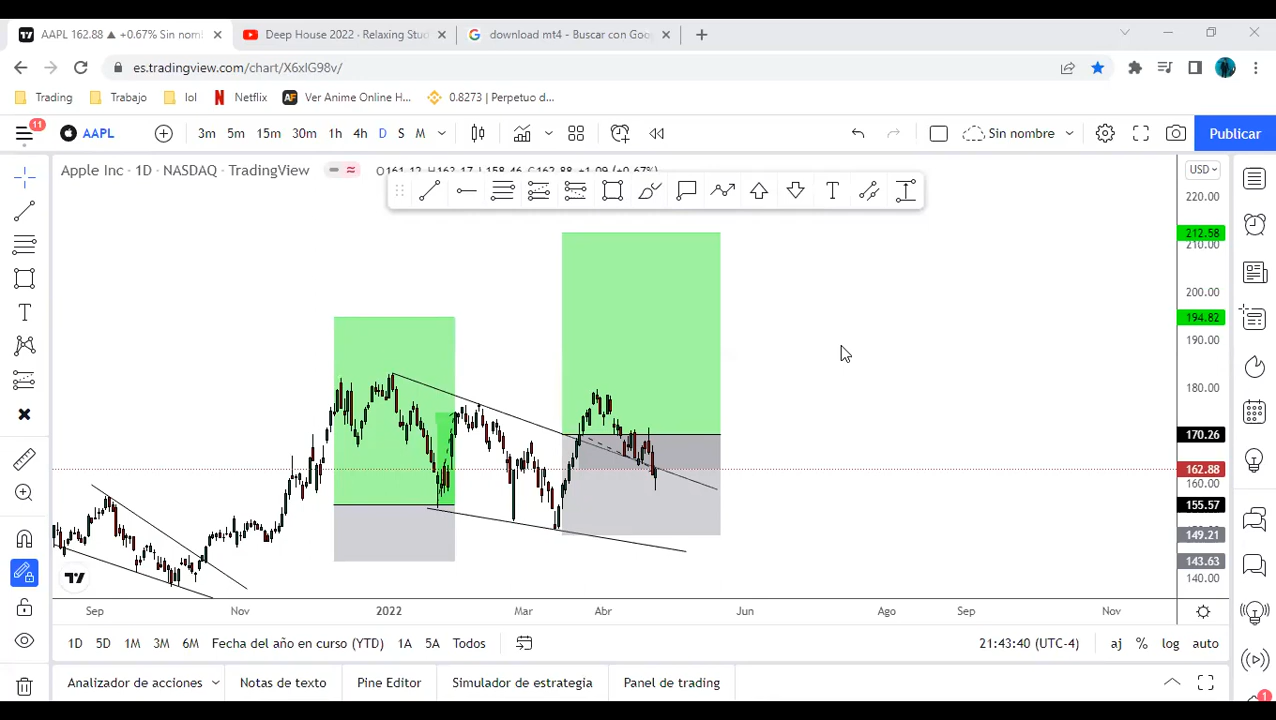 AAPL 162.88 ▲ +0.67% Sin nom
Deep House 2022 · Relaxing Stu
download mt4 - Buscar con Goo
es.tradingview.com/chart/X6xlG98v/
Trading
Trabajo
lol
Netflix
Ver Anime Online H...
0.8273 | Perpetuo d...
11
AAPL
3m
5m
15m
30m
1h
4h
D
S
M
Sin nombre
Publicar
Apple Inc · 1D · NASDAQ · TradingView
USD
220.00
212.58
210.00
200.00
194.82
190.00
180.00
170.26
162.88
160.00
155.57
149.21
143.63
140.00
Sep
Nov
2022
Mar
Abr
Jun
Ago
Sep
Nov
1D
5D
1M
3M
6M
Fecha del año en curso (YTD)
1A
5A
Todos
21:43:40 (UTC-4)
aj
%
log
auto
Analizador de acciones
Notas de texto
Pine Editor
Simulador de estrategia
Panel de trading
1